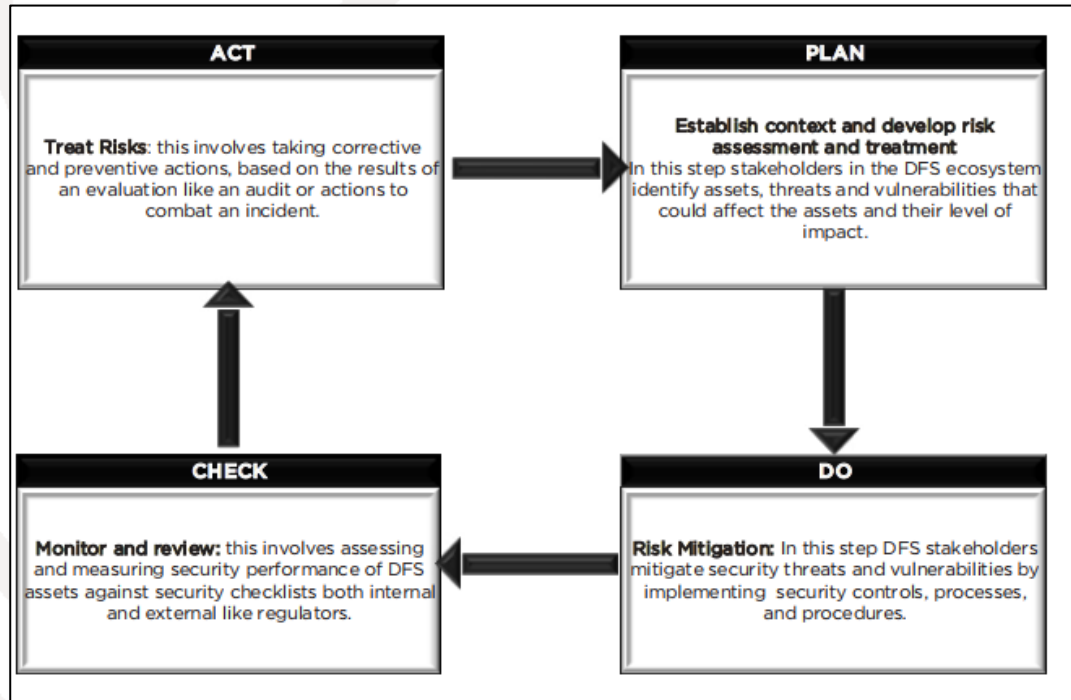 ACT
Treat Risks: this involves taking corrective
and preventive actions, based on the results of
an evaluation like an audit or actions to
combat an incident.
PLAN
Establish context and develop risk
assessment and treatment
In this step stakeholders in the DFS ecosystem
identify assets, threats and vulnerabilities that
could affect the assets and their level of
impact.
CHECK
Monitor and review: this involves assessing
and measuring security performance of DFS
assets against security checklists both internal
and external like regulators.
DO
Risk Mitigation: In this step DFS stakeholders
mitigate security threats and vulnerabilities by
implementing security controls, processes,
and procedures.